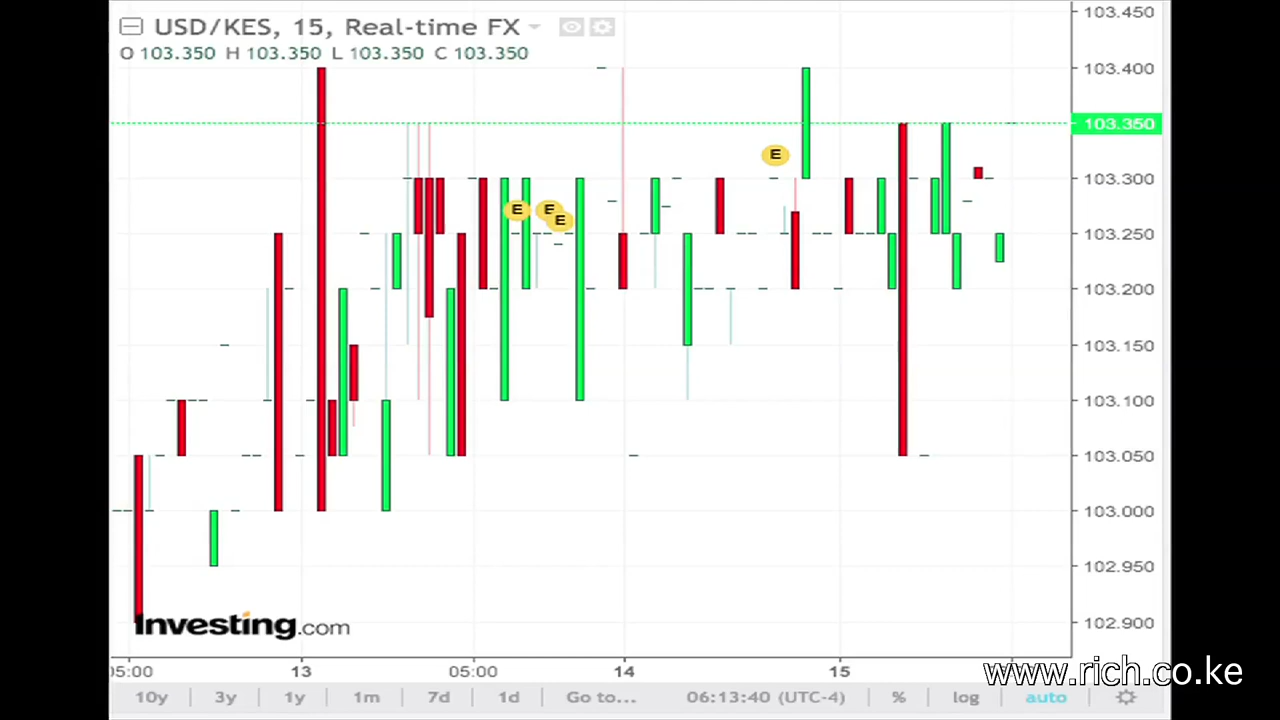 USD/KES, 15, Real-time FX
O 103.350 H 103.350 L 103.350 C 103.350
103.450
103.400
103.350
103.300
103.250
103.200
103.150
103.100
103.050
103.000
102.950
102.900
E
E
E
E
Investing.com
05:00 13 05:00 14 15
www.rich.co.ke
10y 3y 1y 1m 7d 1d Go to... 06:13:40 (UTC-4) % log auto